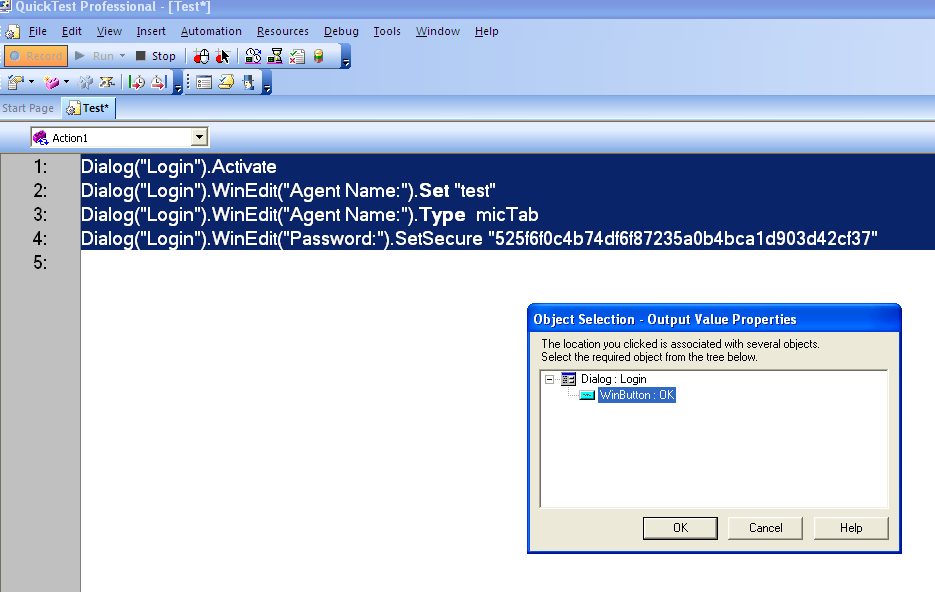 QuickTest Professional - [Test*]
File Edit View Insert Automation Resources Debug Tools Window Help
Record Run Stop
Start Page Test*
Action1
1: Dialog("Login").Activate
2: Dialog("Login").WinEdit("Agent Name:").Set "test"
3: Dialog("Login").WinEdit("Agent Name:").Type micTab
4: Dialog("Login").WinEdit("Password:").SetSecure "525f6f0c4b74df6f87235a0b4bca1d903d42cf37"
5:
Object Selection - Output Value Properties
The location you clicked is associated with several objects.
Select the required object from the tree below.
Dialog : Login
WinButton : OK
OK Cancel Help